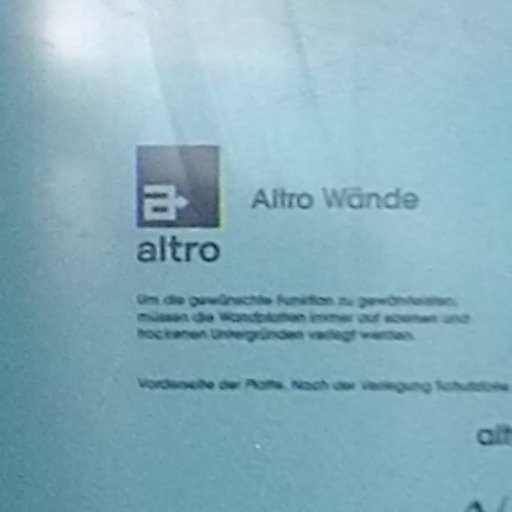 a
Altro Wände
altro
Um die gewünschte Funktion zu gewährleisten,
müssen die Wandplatten immer auf ebenen und
trockenen Untergründen verlegt werden.
Vorderseite der Platte. Nach der Verlegung Schutzfolie
alt